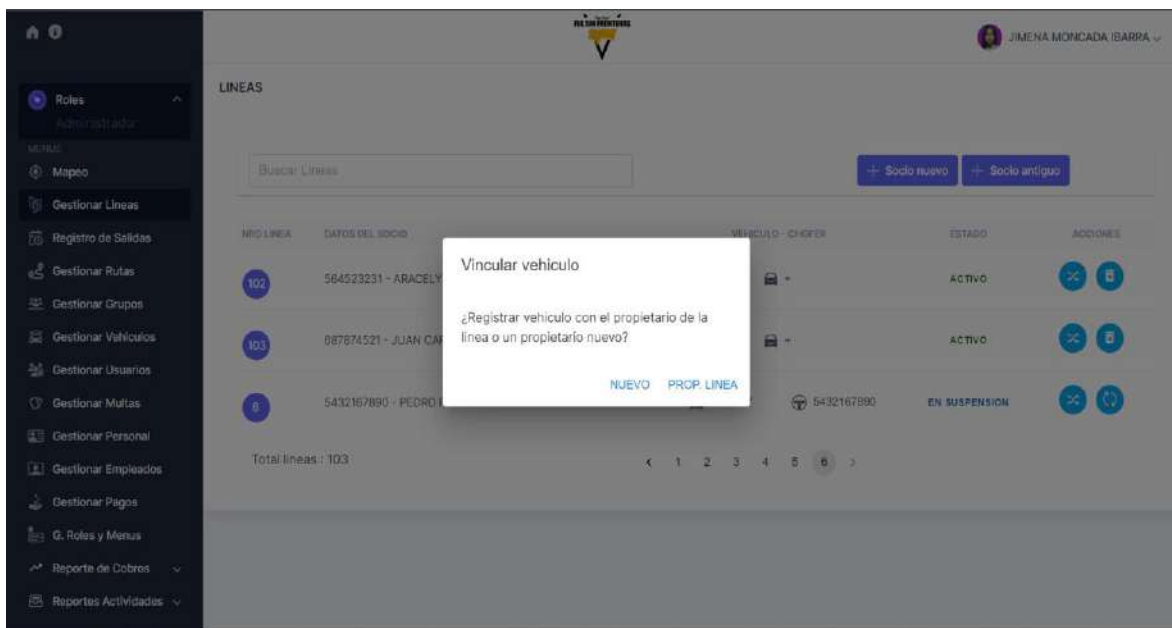 JIMENA MONCADA IBARRA
Roles
Administrador
MENUS
Mapeo
Gestionar Lineas
Registro de Salidas
Gestionar Rutas
Gestionar Grupos
Gestionar Vehiculos
Gestionar Usuarios
Gestionar Multas
Gestionar Personal
Gestionar Empleados
Gestionar Pagos
G. Roles y Menus
Reporte de Cobros
Reportes Actividades
LINEAS
Buscar Lineas
+ Socio nuevo
+ Socio antiguo
NRO LINEA DATOS DEL SOCIO VEHICULO - CHOFER ESTADO ACCIONES
102 564523231 - ARACELY - ACTIVO
103 687874521 - JUAN - ACTIVO
6 5432167890 - PEDRO 5432167890 EN SUSPENSION
Total lineas : 103
‹ 1 2 3 4 5 6 ›
Vincular vehiculo
¿Registrar vehiculo con el propietario de la
linea o un propietario nuevo?
NUEVO PROP. LINEA